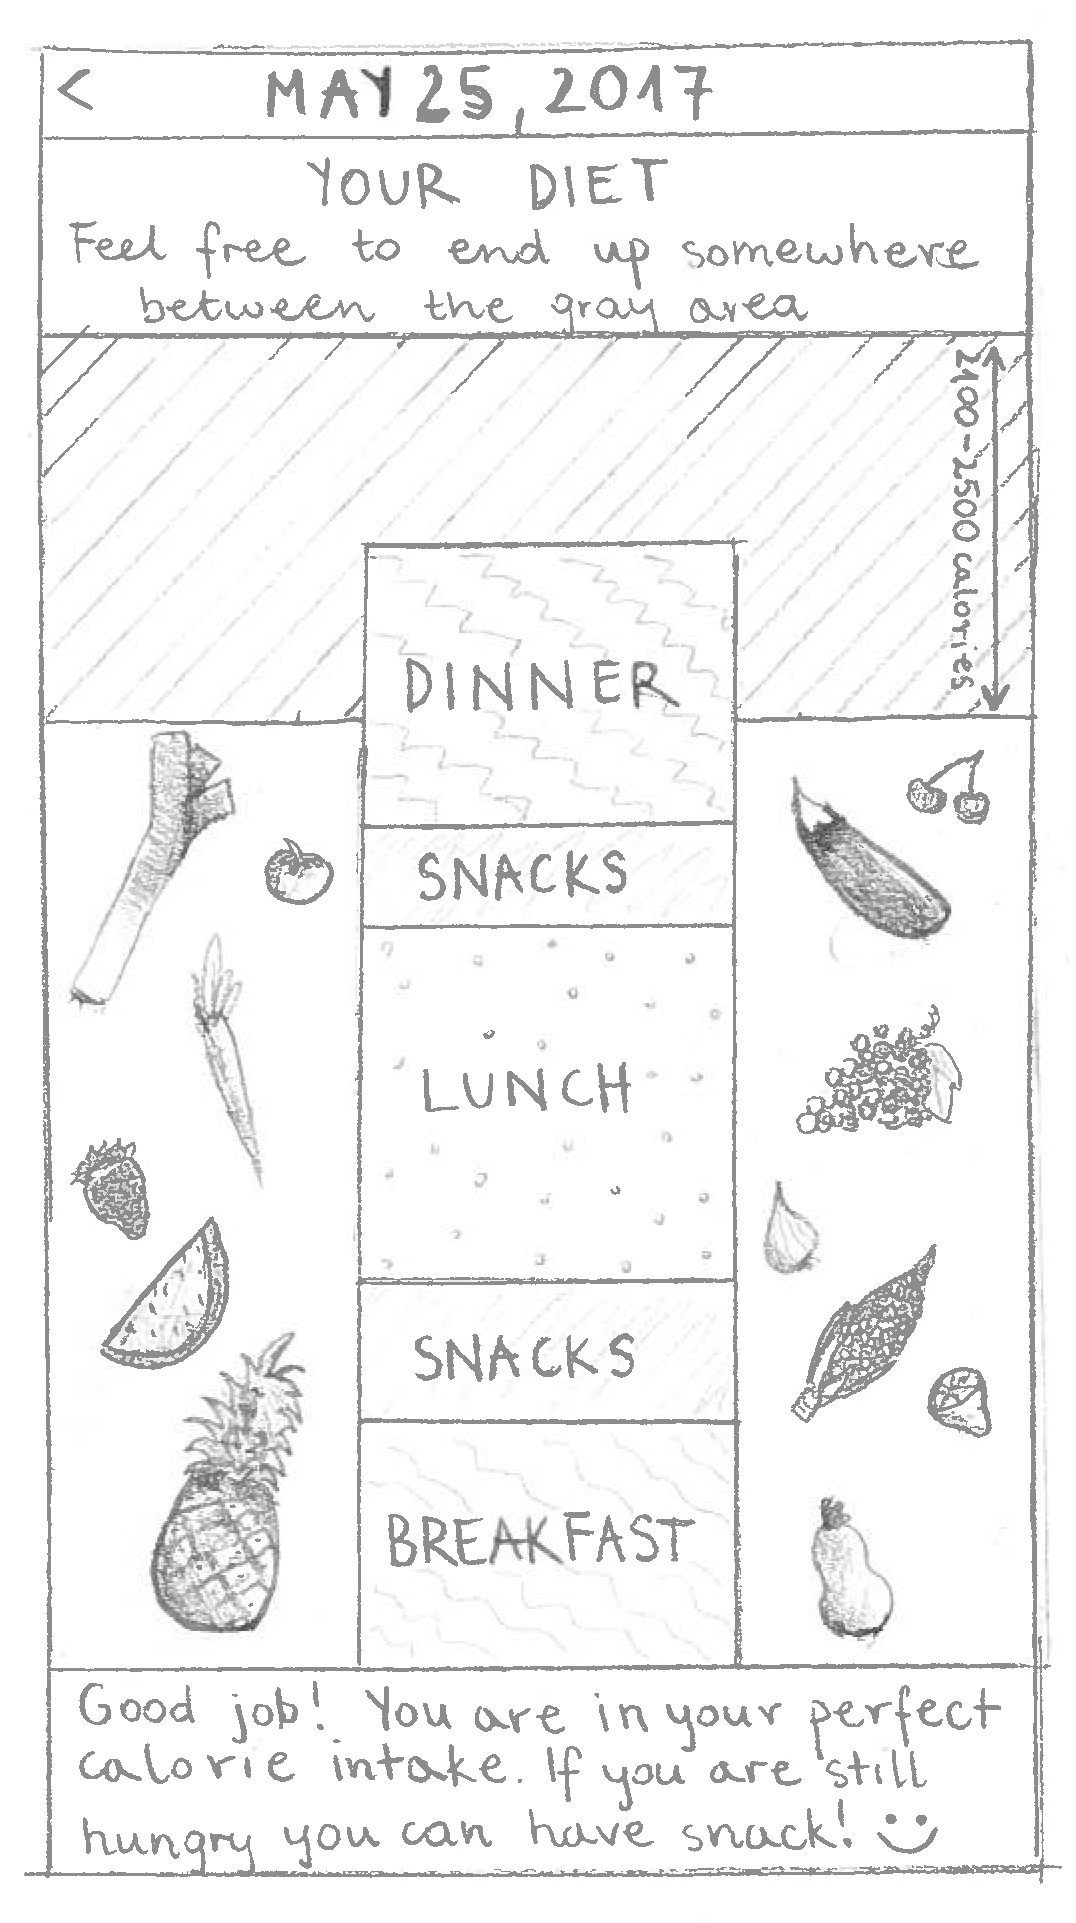 <
MAY 25, 2017
YOUR DIET
Feel free to end up somewhere
between the gray area
2100-2500 calories
DINNER
SNACKS
LUNCH
SNACKS
BREAKFAST
Good job! You are in your perfect
calorie intake. If you are still
hungry you can have snack!